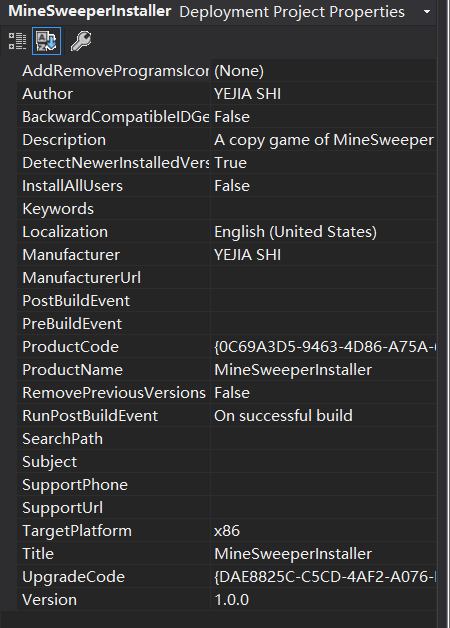 MineSweeperInstaller Deployment Project Properties
AddRemoveProgramsIcon (None)
Author YEJIA SHI
BackwardCompatibleIDGe False
Description A copy game of MineSweeper
DetectNewerInstalledVers True
InstallAllUsers False
Keywords
Localization English (United States)
Manufacturer YEJIA SHI
ManufacturerUrl
PostBuildEvent
PreBuildEvent
ProductCode {0C69A3D5-9463-4D86-A75A-
ProductName MineSweeperInstaller
RemovePreviousVersions False
RunPostBuildEvent On successful build
SearchPath
Subject
SupportPhone
SupportUrl
TargetPlatform x86
Title MineSweeperInstaller
UpgradeCode {DAE8825C-C5CD-4AF2-A076-
Version 1.0.0